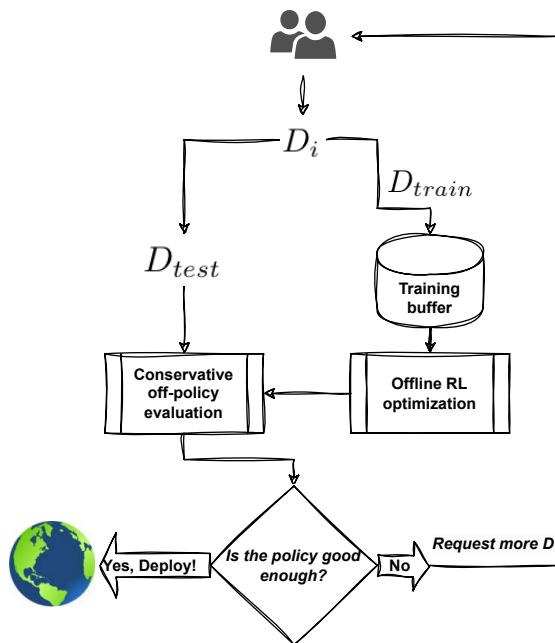 D_i
D_train
D_test
Training
buffer
Conservative
off-policy
evaluation
Offline RL
optimization
Is the policy good
enough?
Yes, Deploy!
No
Request more D